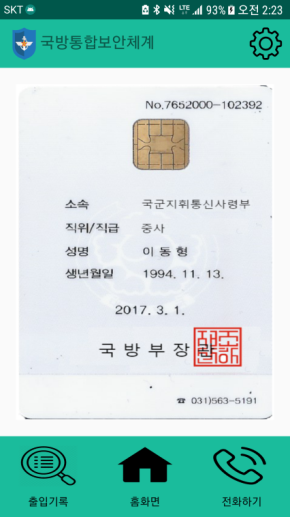 SKT LTE 93% 오전 2:23
국방통합보안체계
No.7652000-102392
소속 국군지휘통신사령부
직위/직급 중사
성명 이동형
생년월일 1994. 11. 13.
2017. 3. 1.
국방부장관
☎ 031)563-5191
출입기록 홈화면 전화하기